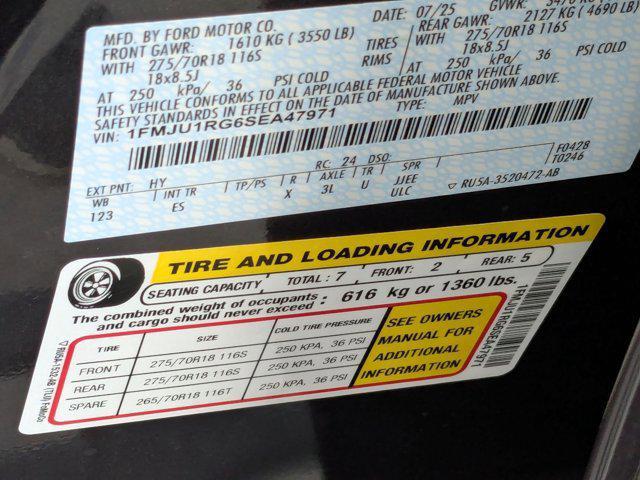 MFD. BY FORD MOTOR CO.
DATE: 07/25 GVWR:
FRONT GAWR: 1610 KG ( 3550 LB)
REAR GAWR: 2127 KG (4690 LB)
WITH 275/70R18 116S TIRES
WITH 275/70R18 116S
18x8.5J RIMS 18x8.5J
AT 250 kPa/ 36 PSI COLD AT 250 kPa/ 36 PSI COLD
THIS VEHICLE CONFORMS TO ALL APPLICABLE FEDERAL MOTOR VEHICLE
SAFETY STANDARDS IN EFFECT ON THE DATE OF MANUFACTURE SHOWN ABOVE
VIN: 1FMJU1RG6SEA47971 TYPE: MPV
F0428
T0246
EXT PNT: HY RC: 24 DSO:
WB INT TR TP/PS R AXLE TR SPR
123 ES X 3L U JJEE
ULC ▽ RU5A-3520472-AB
TIRE AND LOADING INFORMATION
SEATING CAPACITY TOTAL : 7 FRONT: 2 REAR: 5
The combined weight of occupants
and cargo should never exceed : 616 kg or 1360 lbs.
TIRE SIZE COLD TIRE PRESSURE
FRONT 275/70R18 116S 250 KPA, 36 PSI
REAR 275/70R18 116S 250 KPA, 36 PSI
SPARE 265/70R18 116T 250 KPA, 36 PSI
SEE OWNERS
MANUAL FOR
ADDITIONAL
INFORMATION
1FMJU1RG6SEA47971